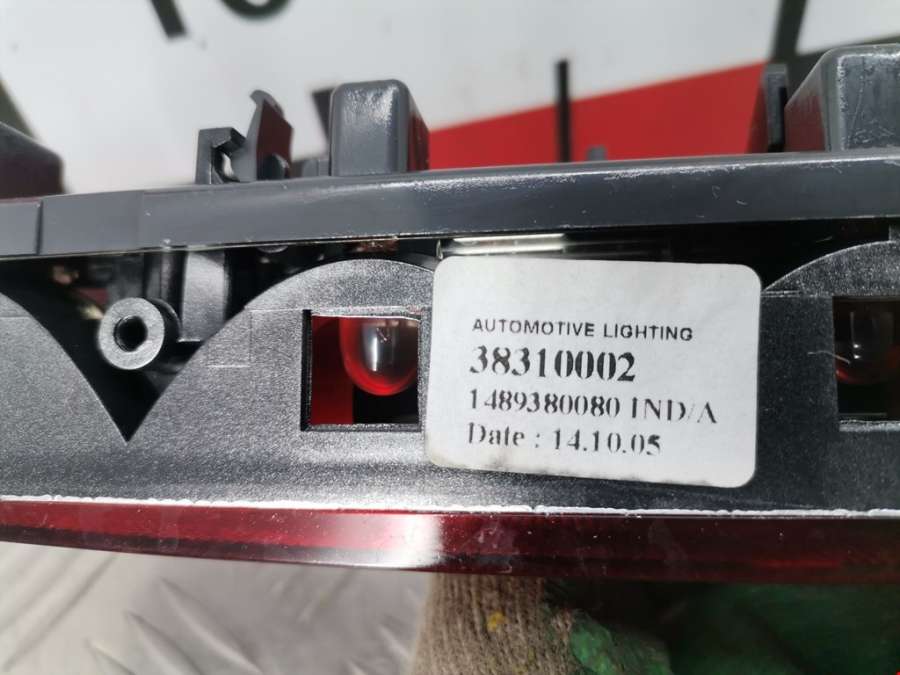 AUTOMOTIVE LIGHTING
38310002
1489380080 IND/A
Date : 14.10.05